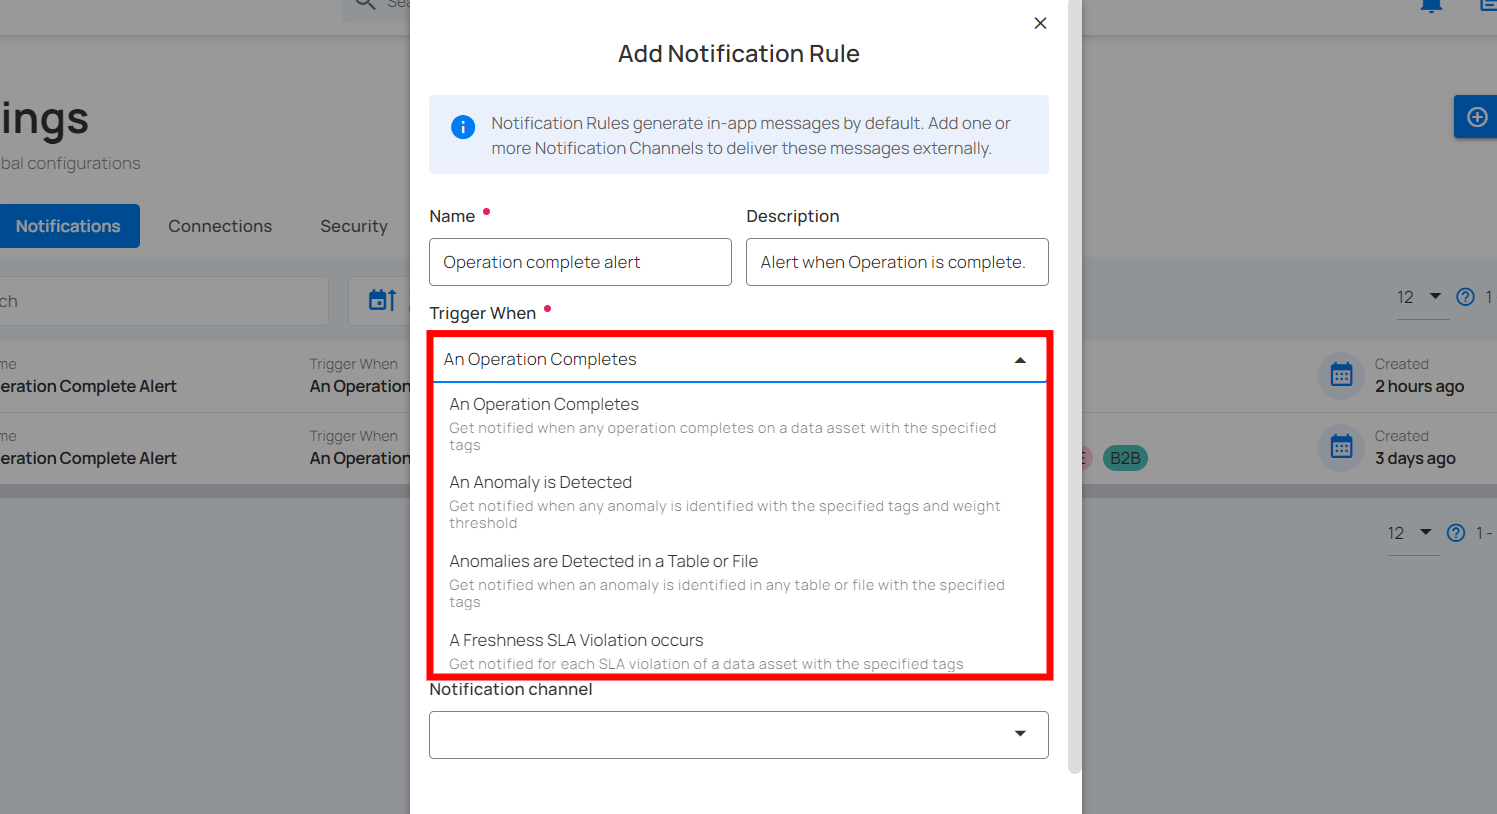 Sea
Add Notification Rule
Notification Rules generate in-app messages by default. Add one or
more Notification Channels to deliver these messages externally.
ings
bal configurations
Notifications
Connections
Security
Name
Description
Operation complete alert
Alert when Operation is complete.
ch
Trigger When
12
1
An Operation Completes
me
Trigger When
Created
eration Complete Alert
An Operation
2 hours ago
me
Trigger When
Created
eration Complete Alert
An Operation
E
B2B
3 days ago
An Operation Completes
Get notified when any operation completes on a data asset with the specified
tags
An Anomaly is Detected
Get notified when any anomaly is identified with the specified tags and weight
threshold
12
1 -
Anomalies are Detected in a Table or File
Get notified when an anomaly is identified in any table or file with the specified
tags
A Freshness SLA Violation occurs
Get notified for each SLA violation of a data asset with the specified tags
Notification channel